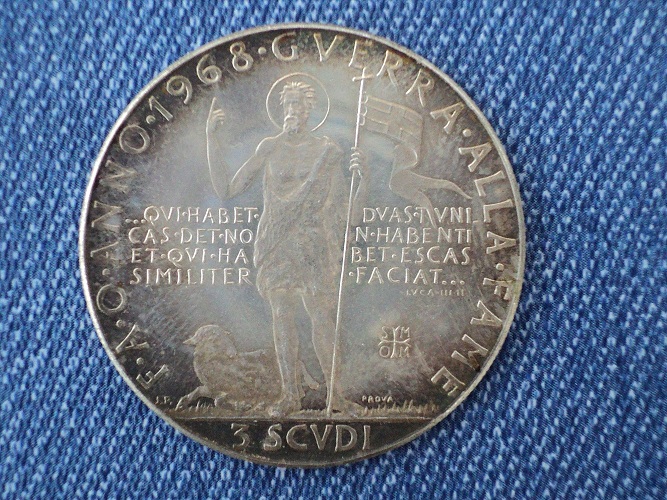 F·A·O·ANNO·1968·GVERRA·ALLA·FAME
...QVI·HABET· DVAS·TVNI
CAS·DET·NO N·HABENTI
ET·QVI·HA BET·ESCAS
SIMILITER ·FACIAT...
LVCA·III·II
S M
O M
PROVA
3 SCVDI